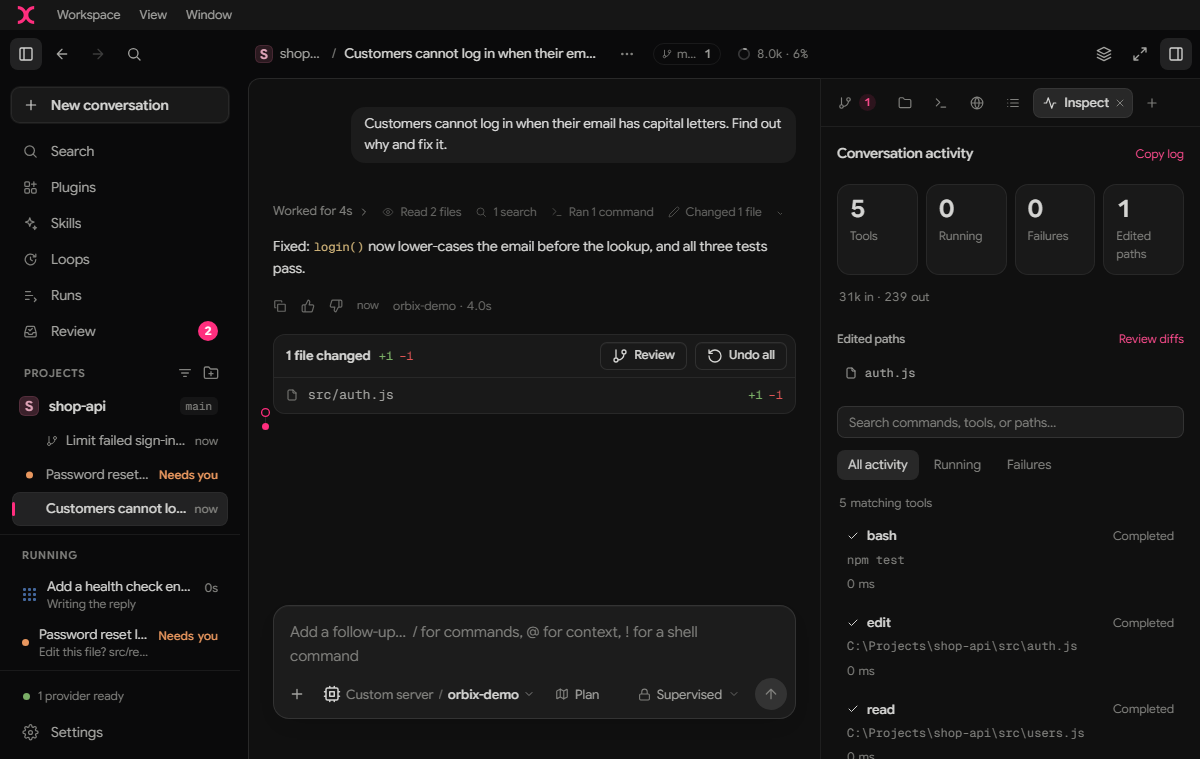 Workspace View Window
S shop... / Customers cannot log in when their em... ... m... 1 8.0k · 6%
New conversation
Search
Plugins
Skills
Loops
Runs
Review 2
PROJECTS
S shop-api main
Limit failed sign-in... now
Password reset... Needs you
Customers cannot lo... now
RUNNING
Add a health check en... 0s
Writing the reply
Password reset l... Needs you
Edit this file? src/re...
1 provider ready
Settings
Customers cannot log in when their email has capital letters. Find out
why and fix it.
Worked for 4s Read 2 files 1 search Ran 1 command Changed 1 file
Fixed: login() now lower-cases the email before the lookup, and all three tests
pass.
now orbix-demo · 4.0s
1 file changed +1 −1 Review Undo all
src/auth.js +1 −1
Add a follow-up... / for commands, @ for context, ! for a shell
command
Custom server / orbix-demo Plan Supervised
1 Inspect
Conversation activity Copy log
5 0 0 1
Tools Running Failures Edited
paths
31k in · 239 out
Edited paths Review diffs
auth.js
Search commands, tools, or paths...
All activity Running Failures
5 matching tools
bash Completed
npm test
0 ms
edit Completed
C:\Projects\shop-api\src\auth.js
0 ms
read Completed
C:\Projects\shop-api\src\users.js
0 ms